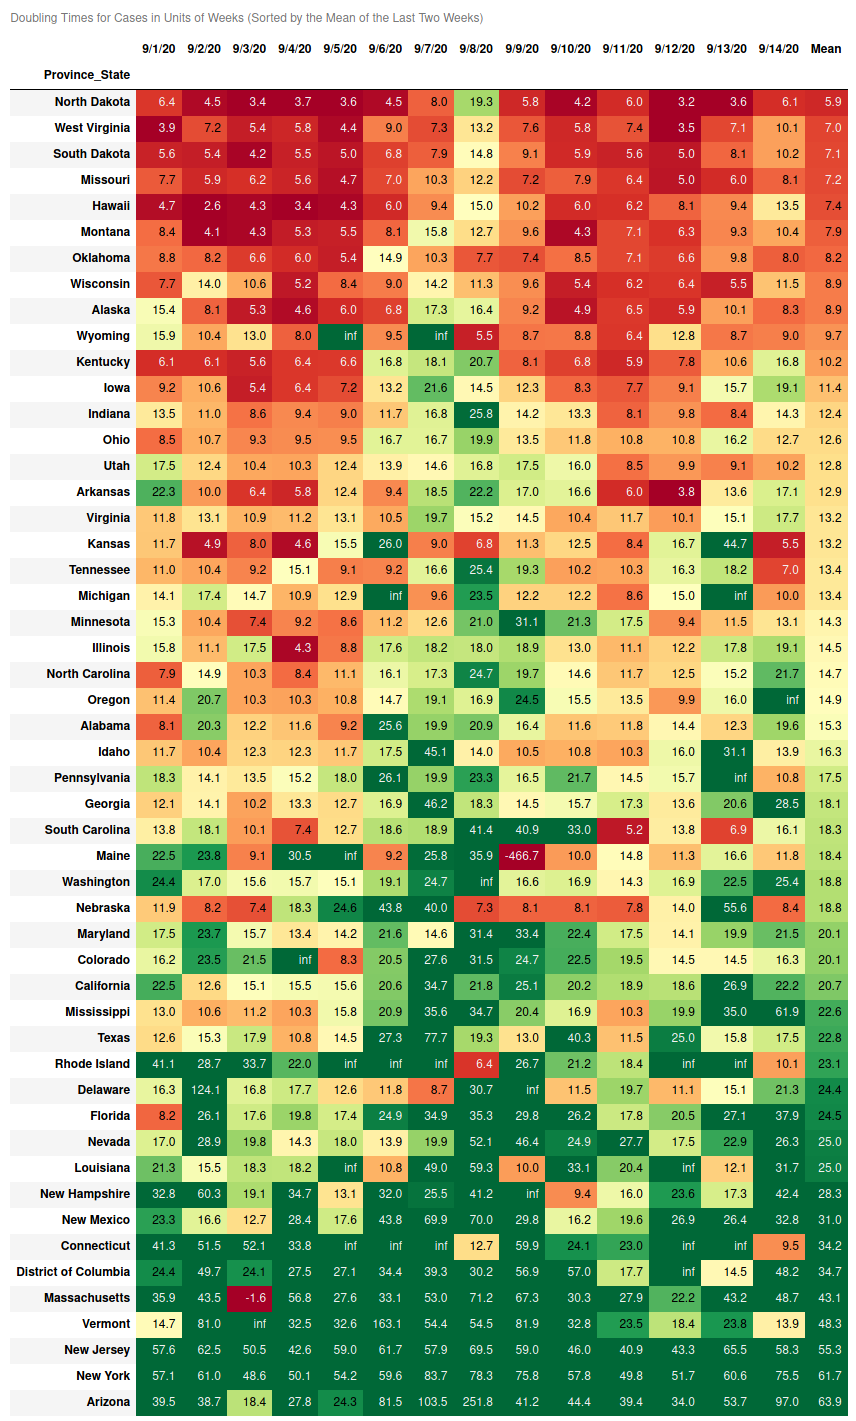 Doubling Times for Cases in Units of Weeks (Sorted by the Mean of the Last Two Weeks)
9/1/20 9/2/20 9/3/20 9/4/20 9/5/20 9/6/20 9/7/20 9/8/20 9/9/20 9/10/20 9/11/20 9/12/20 9/13/20 9/14/20 Mean
Province_State
North Dakota 6.4 4.5 3.4 3.7 3.6 4.5 8.0 19.3 5.8 4.2 6.0 3.2 3.6 6.1 5.9
West Virginia 3.9 7.2 5.4 5.8 4.4 9.0 7.3 13.2 7.6 5.8 7.4 3.5 7.1 10.1 7.0
South Dakota 5.6 5.4 4.2 5.5 5.0 6.8 7.9 14.8 9.1 5.9 5.6 5.0 8.1 10.2 7.1
Missouri 7.7 5.9 6.2 5.6 4.7 7.0 10.3 12.2 7.2 7.9 6.4 5.0 6.0 8.1 7.2
Hawaii 4.7 2.6 4.3 3.4 4.3 6.0 9.4 15.0 10.2 6.0 6.2 8.1 9.4 13.5 7.4
Montana 8.4 4.1 4.3 5.3 5.5 8.1 15.8 12.7 9.6 4.3 7.1 6.3 9.3 10.4 7.9
Oklahoma 8.8 8.2 6.6 6.0 5.4 14.9 10.3 7.7 7.4 8.5 7.1 6.6 9.8 8.0 8.2
Wisconsin 7.7 14.0 10.6 5.2 8.4 9.0 14.2 11.3 9.6 5.4 6.2 6.4 5.5 11.5 8.9
Alaska 15.4 8.1 5.3 4.6 6.0 6.8 17.3 16.4 9.2 4.9 6.5 5.9 10.1 8.3 8.9
Wyoming 15.9 10.4 13.0 8.0 inf 9.5 inf 5.5 8.7 8.8 6.4 12.8 8.7 9.0 9.7
Kentucky 6.1 6.1 5.6 6.4 6.6 16.8 18.1 20.7 8.1 6.8 5.9 7.8 10.6 16.8 10.2
Iowa 9.2 10.6 5.4 6.4 7.2 13.2 21.6 14.5 12.3 8.3 7.7 9.1 15.7 19.1 11.4
Indiana 13.5 11.0 8.6 9.4 9.0 11.7 16.8 25.8 14.2 13.3 8.1 9.8 8.4 14.3 12.4
Ohio 8.5 10.7 9.3 9.5 9.5 16.7 16.7 19.9 13.5 11.8 10.8 10.8 16.2 12.7 12.6
Utah 17.5 12.4 10.4 10.3 12.4 13.9 14.6 16.8 17.5 16.0 8.5 9.9 9.1 10.2 12.8
Arkansas 22.3 10.0 6.4 5.8 12.4 9.4 18.5 22.2 17.0 16.6 6.0 3.8 13.6 17.1 12.9
Virginia 11.8 13.1 10.9 11.2 13.1 10.5 19.7 15.2 14.5 10.4 11.7 10.1 15.1 17.7 13.2
Kansas 11.7 4.9 8.0 4.6 15.5 26.0 9.0 6.8 11.3 12.5 8.4 16.7 44.7 5.5 13.2
Tennessee 11.0 10.4 9.2 15.1 9.1 9.2 16.6 25.4 19.3 10.2 10.3 16.3 18.2 7.0 13.4
Michigan 14.1 17.4 14.7 10.9 12.9 inf 9.6 23.5 12.2 12.2 8.6 15.0 inf 10.0 13.4
Minnesota 15.3 10.4 7.4 9.2 8.6 11.2 12.6 21.0 31.1 21.3 17.5 9.4 11.5 13.1 14.3
Illinois 15.8 11.1 17.5 4.3 8.8 17.6 18.2 18.0 18.9 13.0 11.1 12.2 17.8 19.1 14.5
North Carolina 7.9 14.9 10.3 8.4 11.1 16.1 17.3 24.7 19.7 14.6 11.7 12.5 15.2 21.7 14.7
Oregon 11.4 20.7 10.3 10.3 10.8 14.7 19.1 16.9 24.5 15.5 13.5 9.9 16.0 inf 14.9
Alabama 8.1 20.3 12.2 11.6 9.2 25.6 19.9 20.9 16.4 11.6 11.8 14.4 12.3 19.6 15.3
Idaho 11.7 10.4 12.3 12.3 11.7 17.5 45.1 14.0 10.5 10.8 10.3 16.0 31.1 13.9 16.3
Pennsylvania 18.3 14.1 13.5 15.2 18.0 26.1 19.9 23.3 16.5 21.7 14.5 15.7 inf 10.8 17.5
Georgia 12.1 14.1 10.2 13.3 12.7 16.9 46.2 18.3 14.5 15.7 17.3 13.6 20.6 28.5 18.1
South Carolina 13.8 18.1 10.1 7.4 12.7 18.6 18.9 41.4 40.9 33.0 5.2 13.8 6.9 16.1 18.3
Maine 22.5 23.8 9.1 30.5 inf 9.2 25.8 35.9 -466.7 10.0 14.8 11.3 16.6 11.8 18.4
Washington 24.4 17.0 15.6 15.7 15.1 19.1 24.7 inf 16.6 16.9 14.3 16.9 22.5 25.4 18.8
Nebraska 11.9 8.2 7.4 18.3 24.6 43.8 40.0 7.3 8.1 8.1 7.8 14.0 55.6 8.4 18.8
Maryland 17.5 23.7 15.7 13.4 14.2 21.6 14.6 31.4 33.4 22.4 17.5 14.1 19.9 21.5 20.1
Colorado 16.2 23.5 21.5 inf 8.3 20.5 27.6 31.5 24.7 22.5 19.5 14.5 14.5 16.3 20.1
California 22.5 12.6 15.1 15.5 15.6 20.6 34.7 21.8 25.1 20.2 18.9 18.6 26.9 22.2 20.7
Mississippi 13.0 10.6 11.2 10.3 15.8 20.9 35.6 34.7 20.4 16.9 10.3 19.9 35.0 61.9 22.6
Texas 12.6 15.3 17.9 10.8 14.5 27.3 77.7 19.3 13.0 40.3 11.5 25.0 15.8 17.5 22.8
Rhode Island 41.1 28.7 33.7 22.0 inf inf inf 6.4 26.7 21.2 18.4 inf inf 10.1 23.1
Delaware 16.3 124.1 16.8 17.7 12.6 11.8 8.7 30.7 inf 11.5 19.7 11.1 15.1 21.3 24.4
Florida 8.2 26.1 17.6 19.8 17.4 24.9 34.9 35.3 29.8 26.2 17.8 20.5 27.1 37.9 24.5
Nevada 17.0 28.9 19.8 14.3 18.0 13.9 19.9 52.1 46.4 24.9 27.7 17.5 22.9 26.3 25.0
Louisiana 21.3 15.5 18.3 18.2 inf 10.8 49.0 59.3 10.0 33.1 20.4 inf 12.1 31.7 25.0
New Hampshire 32.8 60.3 19.1 34.7 13.1 32.0 25.5 41.2 inf 9.4 16.0 23.6 17.3 42.4 28.3
New Mexico 23.3 16.6 12.7 28.4 17.6 43.8 69.9 70.0 29.8 16.2 19.6 26.9 26.4 32.8 31.0
Connecticut 41.3 51.5 52.1 33.8 inf inf inf 12.7 59.9 24.1 23.0 inf inf 9.5 34.2
District of Columbia 24.4 49.7 24.1 27.5 27.1 34.4 39.3 30.2 56.9 57.0 17.7 inf 14.5 48.2 34.7
Massachusetts 35.9 43.5 -1.6 56.8 27.6 33.1 53.0 71.2 67.3 30.3 27.9 22.2 43.2 48.7 43.1
Vermont 14.7 81.0 inf 32.5 32.6 163.1 54.4 54.5 81.9 32.8 23.5 18.4 23.8 13.9 48.3
New Jersey 57.6 62.5 50.5 42.6 59.0 61.7 57.9 69.5 59.0 46.0 40.9 43.3 65.5 58.3 55.3
New York 57.1 61.0 48.6 50.1 54.2 59.6 83.7 78.3 75.8 57.8 49.8 51.7 60.6 75.5 61.7
Arizona 39.5 38.7 18.4 27.8 24.3 81.5 103.5 251.8 41.2 44.4 39.4 34.0 53.7 97.0 63.9